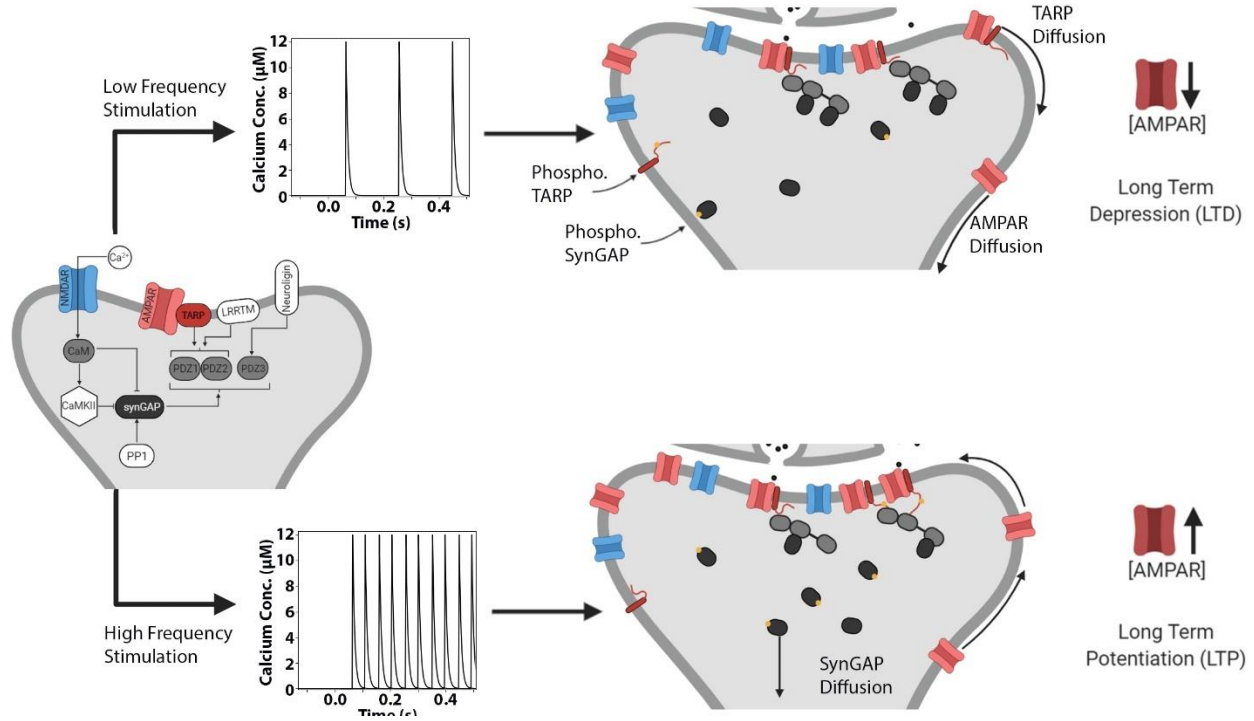 Low Frequency
Stimulation
Calcium Conc. (μM)
12
10
8
6
4
2
0
0.0 0.2 0.4
Time (s)
TARP
Diffusion
Phospho.
TARP
Phospho.
SynGAP
AMPAR
Diffusion
[AMPAR]
Long Term
Depression (LTD)
Ca²⁺
NMDAR
AMPAR
TARP
LRRTM
Neuroligin
CaM
PDZ1
PDZ2
PDZ3
CaMKII
synGAP
PP1
High Frequency
Stimulation
Calcium Conc. (μM)
12
10
8
6
4
2
0
0.0 0.2 0.4
Time (s)
SynGAP
Diffusion
[AMPAR]
Long Term
Potentiation (LTP)